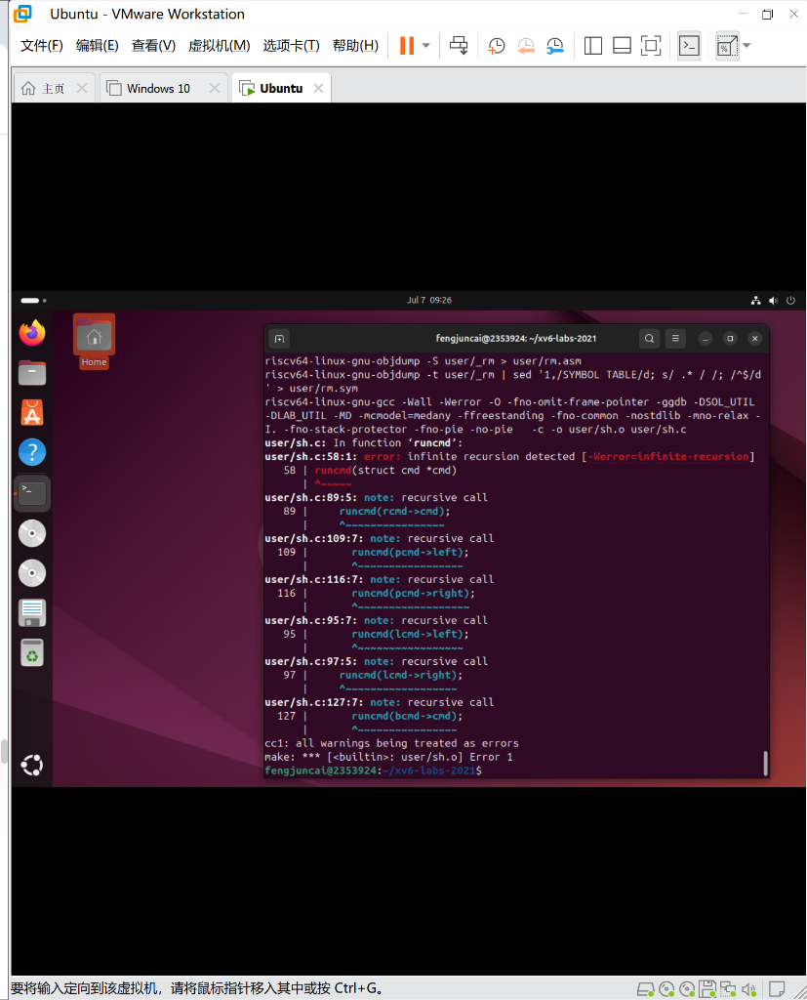 Ubuntu - VMware Workstation
文件(F) 编辑(E) 查看(V) 虚拟机(M) 选项卡(T) 帮助(H)
主页 Windows 10 Ubuntu
Jul 7 09:26
Home
fengjuncai@2353924: ~/xv6-labs-2021
riscv64-linux-gnu-objdump -S user/_rm > user/rm.asm
riscv64-linux-gnu-objdump -t user/_rm | sed '1,/SYMBOL TABLE/d; s/ .* / /; /^$/d
' > user/rm.sym
riscv64-linux-gnu-gcc -Wall -Werror -O -fno-omit-frame-pointer -ggdb -DSOL_UTIL
-DLAB_UTIL -MD -mcmodel=medany -ffreestanding -fno-common -nostdlib -mno-relax -
I. -fno-stack-protector -fno-pie -no-pie   -c -o user/sh.o user/sh.c
user/sh.c: In function ‘runcmd’:
user/sh.c:58:1: error: infinite recursion detected [-Werror=infinite-recursion]
58 | runcmd(struct cmd *cmd)
| ^~~~~~
user/sh.c:89:5: note: recursive call
89 |     runcmd(rcmd->cmd);
|     ^~~~~~~~~~~~~~~~~
user/sh.c:109:7: note: recursive call
109 |       runcmd(pcmd->left);
|       ^~~~~~~~~~~~~~~~~~
user/sh.c:116:7: note: recursive call
116 |       runcmd(pcmd->right);
|       ^~~~~~~~~~~~~~~~~~~
user/sh.c:95:7: note: recursive call
95 |       runcmd(lcmd->left);
|       ^~~~~~~~~~~~~~~~~~
user/sh.c:97:5: note: recursive call
97 |     runcmd(lcmd->right);
|     ^~~~~~~~~~~~~~~~~~~
user/sh.c:127:7: note: recursive call
127 |       runcmd(bcmd->cmd);
|       ^~~~~~~~~~~~~~~~~
cc1: all warnings being treated as errors
make: *** [<builtin>: user/sh.o] Error 1
fengjuncai@2353924:~/xv6-labs-2021$
要将输入定向到该虚拟机，请将鼠标指针移入其中或按 Ctrl+G。